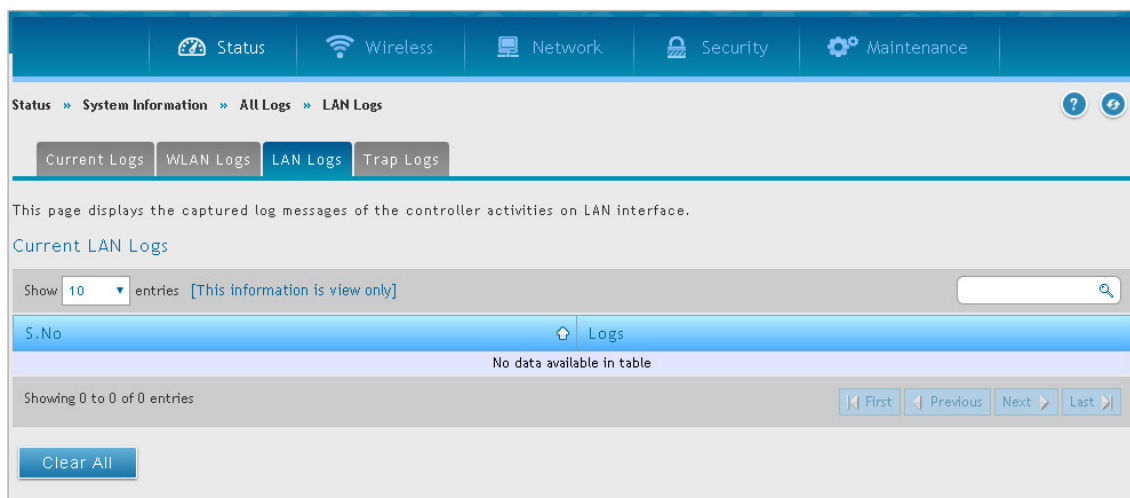 Status Wireless Network Security Maintenance
Status » System Information » All Logs » LAN Logs ?
Current Logs WLAN Logs LAN Logs Trap Logs
This page displays the captured log messages of the controller activities on LAN interface.
Current LAN Logs
Show 10 entries [This information is view only]
S.No Logs
No data available in table
Showing 0 to 0 of 0 entries First Previous Next Last
Clear All